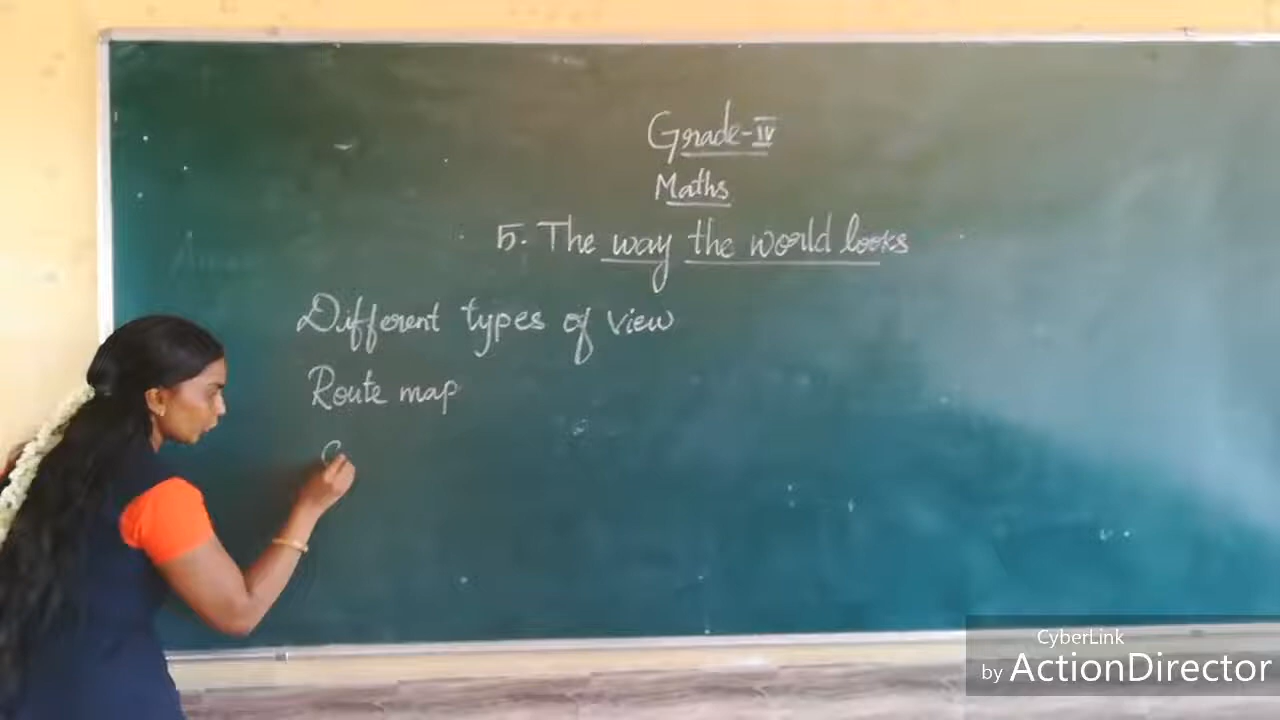 Grade-IV
Maths
5. The way the world looks
Different types of view
Route map
CyberLink
by ActionDirector